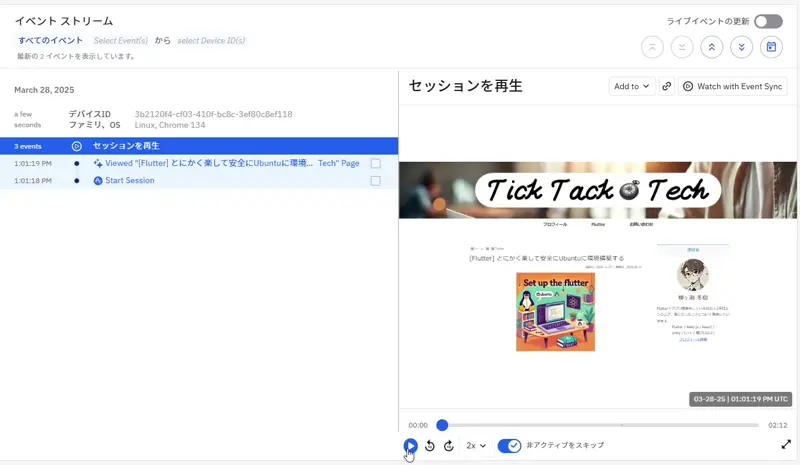 イベント ストリーム
ライブイベントの更新
すべてのイベント Select Event(s) から select Device ID(s)
最新の 2 イベントを表示しています。
March 28, 2025
a few seconds
デバイスID 3b2120f4-cf03-410f-bc8c-3ef80c8ef118
ファミリ、OS Linux, Chrome 134
3 events セッションを再生
1:01:19 PM Viewed "[Flutter] とにかく楽して安全にUbuntuに環境... Tech" Page
1:01:18 PM Start Session
セッションを再生
Add to
Watch with Event Sync
Tick Tack Tech
プロフィール Flutter お問い合わせ
[Flutter] とにかく楽して安全にUbuntuに環境構築する
Set up the flutter
ubuntu
プロフィール詳細
03-28-25 | 01:01:19 PM UTC
00:00 02:12
2x 非アクティブをスキップ